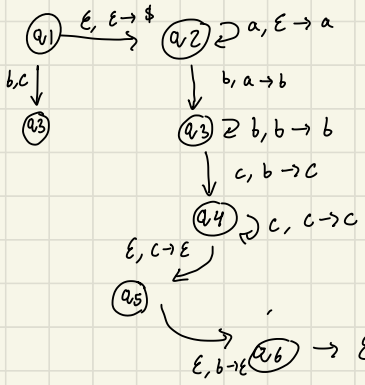 q1 ε, ε → $ q2 a, ε → a
b,c b, a → b
q3 q3 b, b → b
c, b → c
q4 c, c → c
ε, c → ε
q5
ε, b → ε q6 → ε